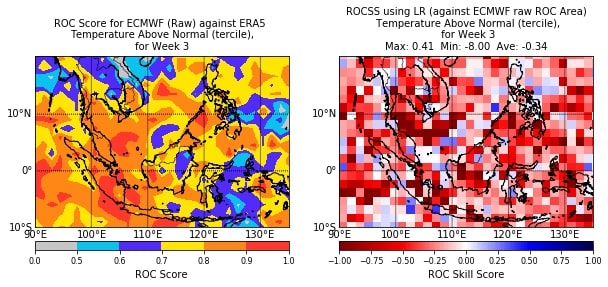 ROC Score for ECMWF (Raw) against ERA5
Temperature Above Normal (tercile),
for Week 3
10°N
0°
10°S
90°E 100°E 110°E 120°E 130°E
0.0 0.5 0.6 0.7 0.8 0.9 1.0
ROC Score
ROCSS using LR (against ECMWF raw ROC Area)
Temperature Above Normal (tercile),
for Week 3
Max: 0.41 Min: -8.00 Ave: -0.34
10°N
0°
10°S
90°E 100°E 110°E 120°E 130°E
−1.00 −0.75 −0.50 −0.25 0.00 0.25 0.50 0.75 1.00
ROC Skill Score